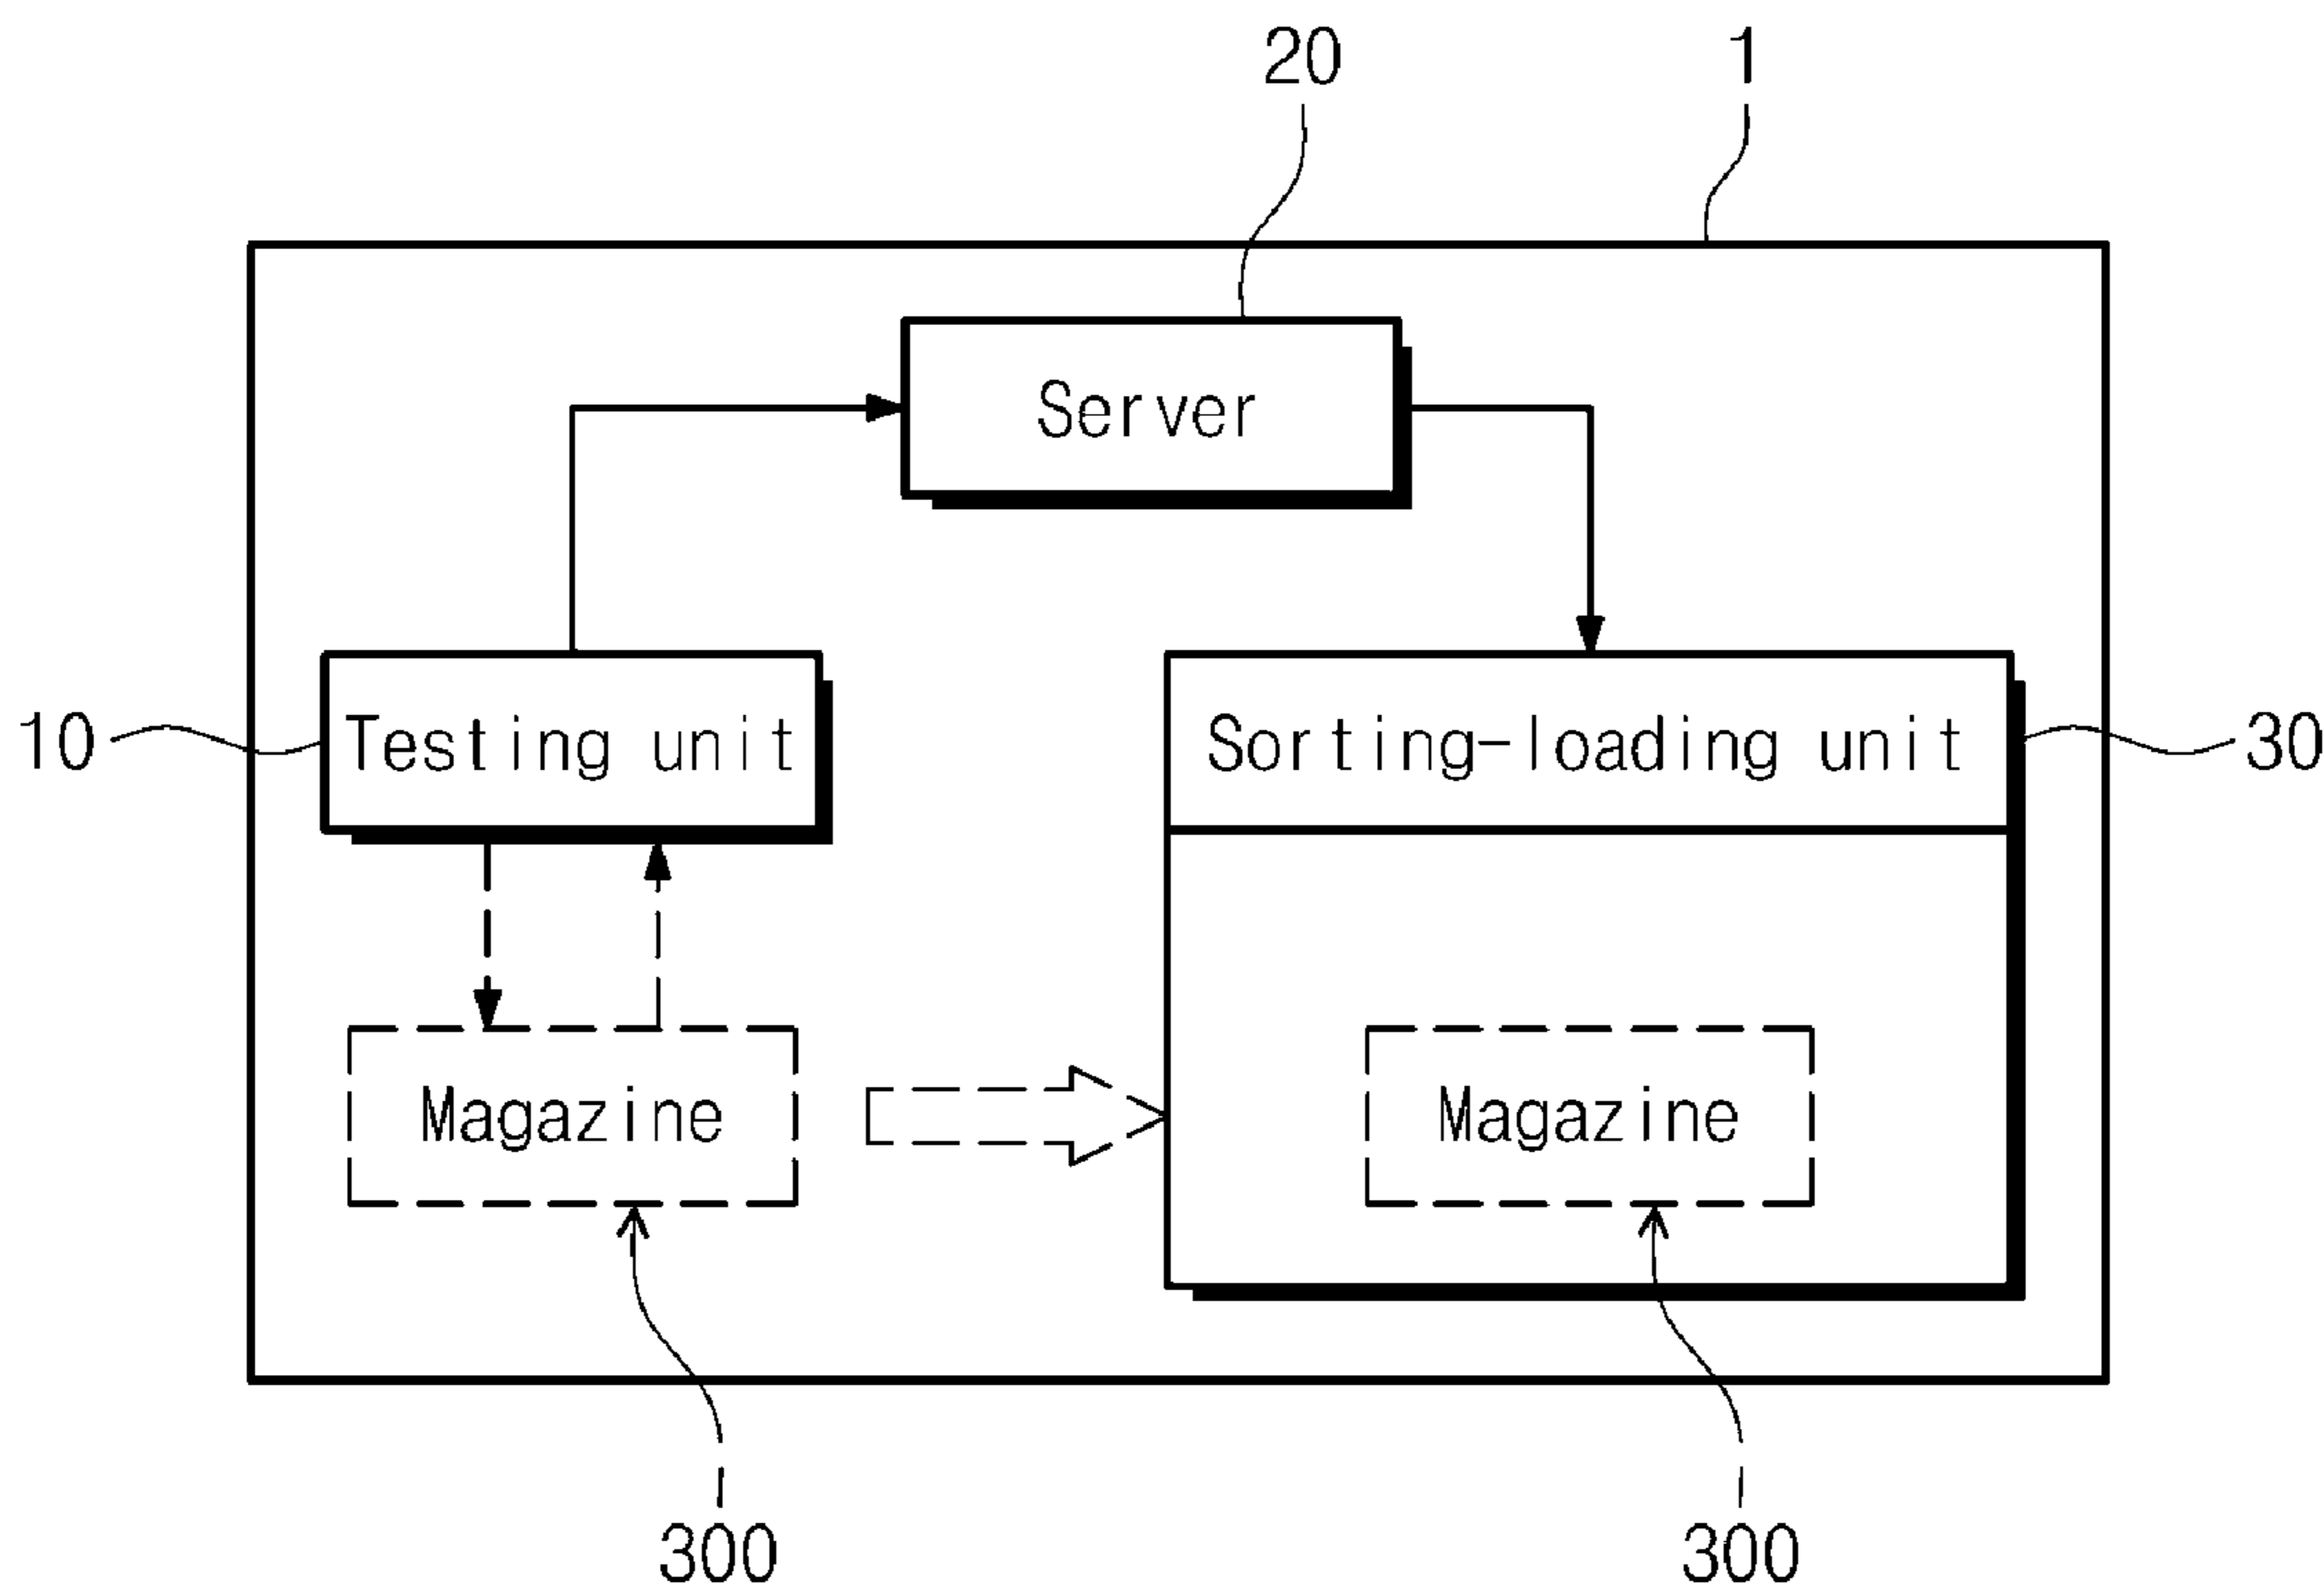 20
1
Server
10
Testing unit
Sorting-loading unit
30
Magazine
Magazine
300
300